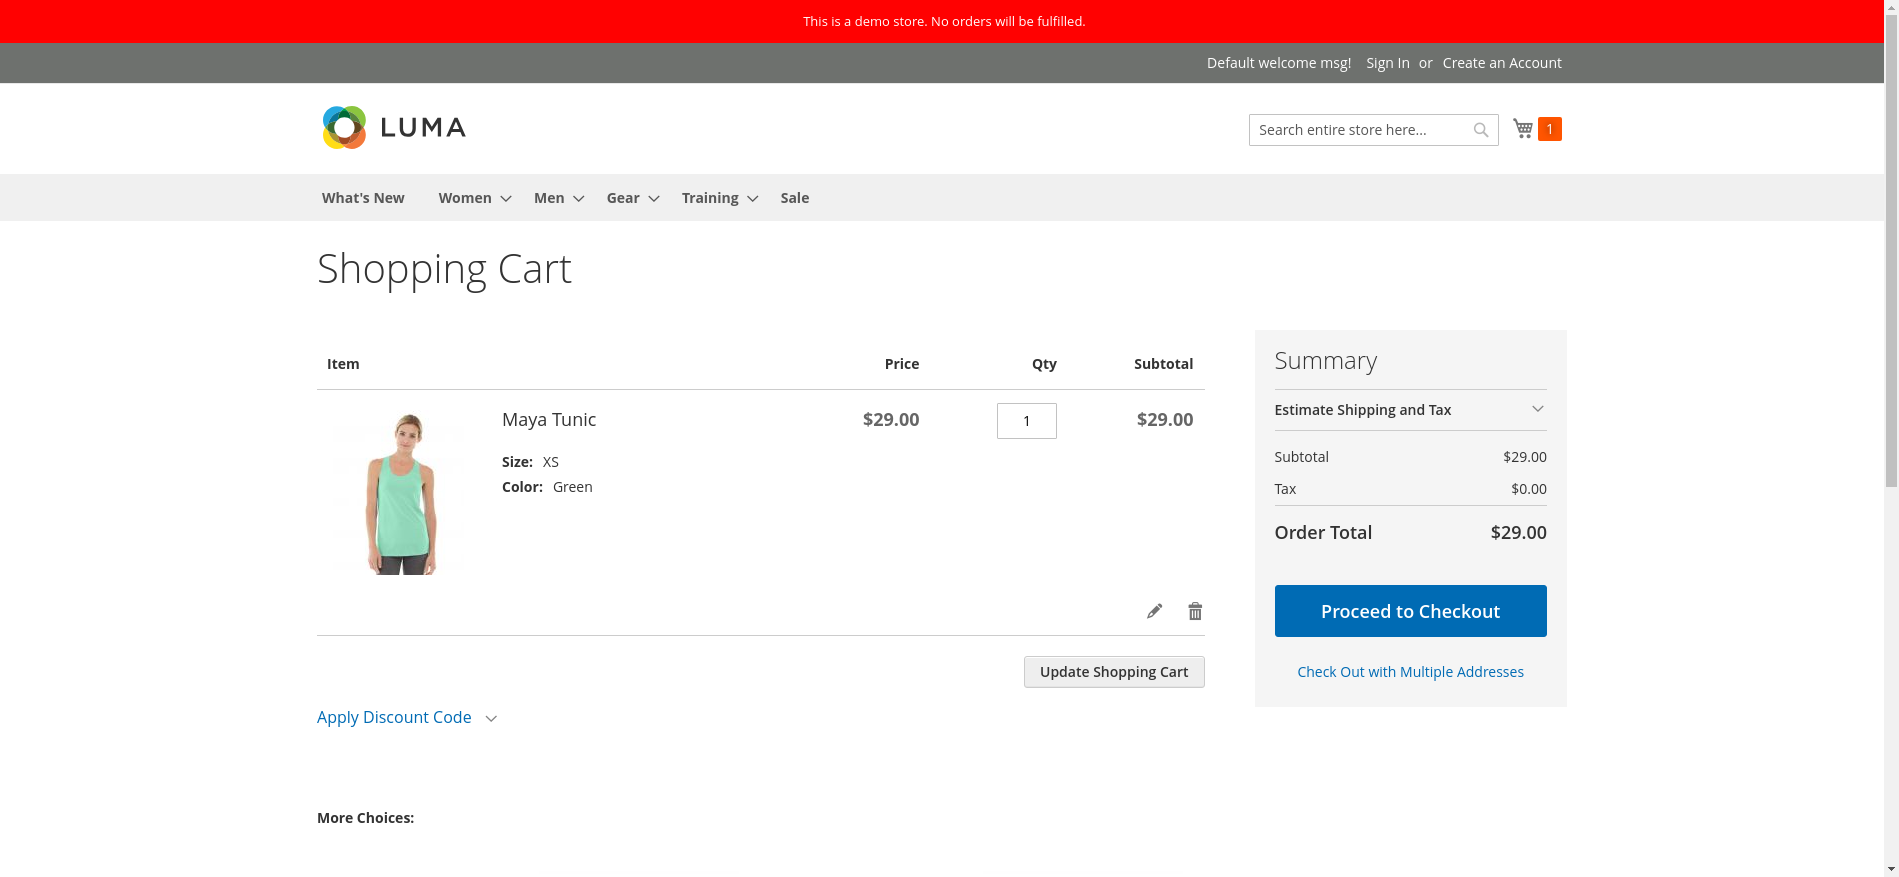 This is a demo store. No orders will be fulfilled.
Default welcome msg! Sign In or Create an Account
LUMA
Search entire store here...
1
What's New Women Men Gear Training Sale
Shopping Cart
Item Price Qty Subtotal
Maya Tunic $29.00 1 $29.00
Size: XS
Color: Green
Update Shopping Cart
Apply Discount Code
Summary
Estimate Shipping and Tax
Subtotal $29.00
Tax $0.00
Order Total $29.00
Proceed to Checkout
Check Out with Multiple Addresses
More Choices: